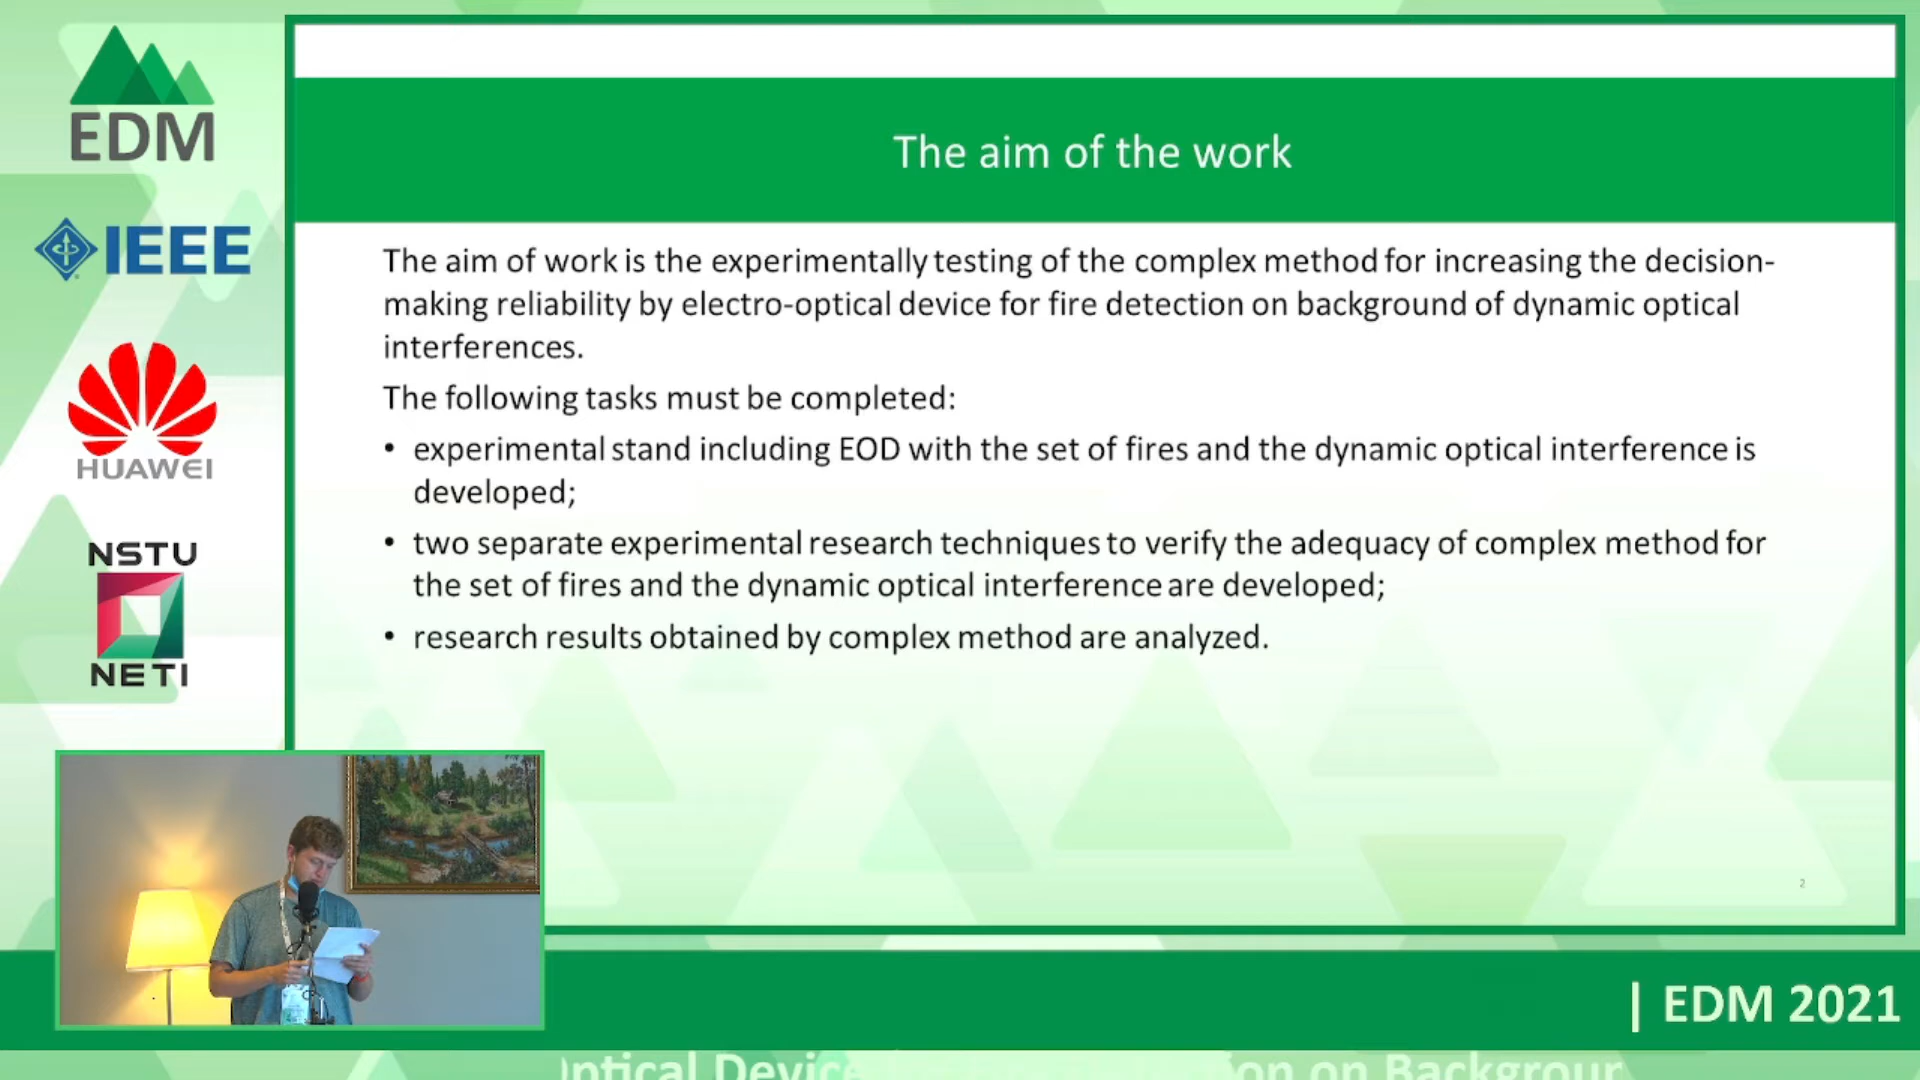 EDM
IEEE
HUAWEI
NSTU
NETI
The aim of the work
The aim of work is the experimentally testing of the complex method for increasing the decision-
making reliability by electro-optical device for fire detection on background of dynamic optical
interferences.
The following tasks must be completed:
• experimental stand including EOD with the set of fires and the dynamic optical interference is
developed;
• two separate experimental research techniques to verify the adequacy of complex method for
the set of fires and the dynamic optical interference are developed;
• research results obtained by complex method are analyzed.
2
| EDM 2021
Device on